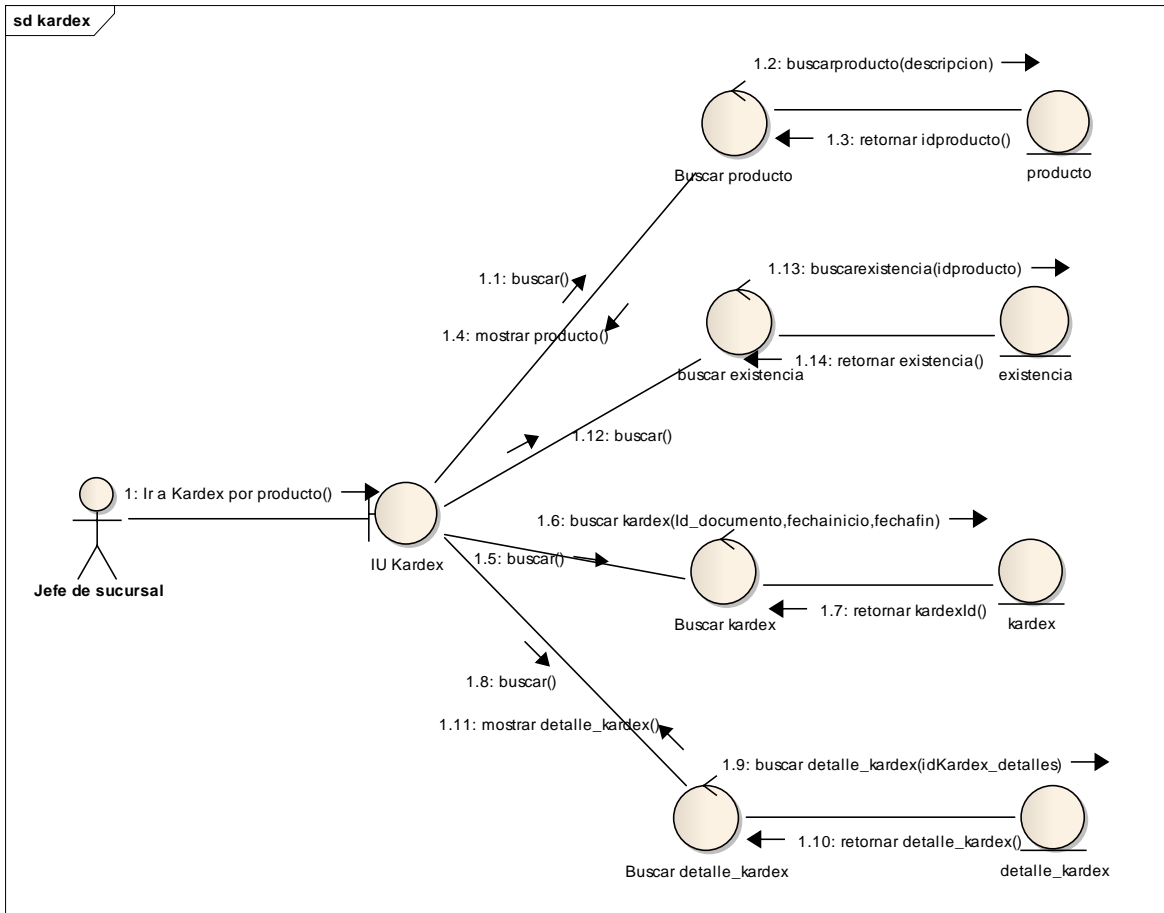 sd kardex
1.2: buscarproducto(descripcion)
1.3: retornar idproducto()
Buscar producto
producto
1.1: buscar()
1.13: buscarexistencia(idproducto)
1.4: mostrar producto()
1.14: retornar existencia()
buscar existencia
existencia
1.12: buscar()
1: Ir a Kardex por producto()
1.6: buscar kardex(Id_documento,fechainicio,fechafin)
1.5: buscar()
IU Kardex
Jefe de sucursal
1.7: retornar kardexId()
Buscar kardex
kardex
1.8: buscar()
1.11: mostrar detalle_kardex()
1.9: buscar detalle_kardex(idKardex_detalles)
1.10: retornar detalle_kardex()
Buscar detalle_kardex
detalle_kardex